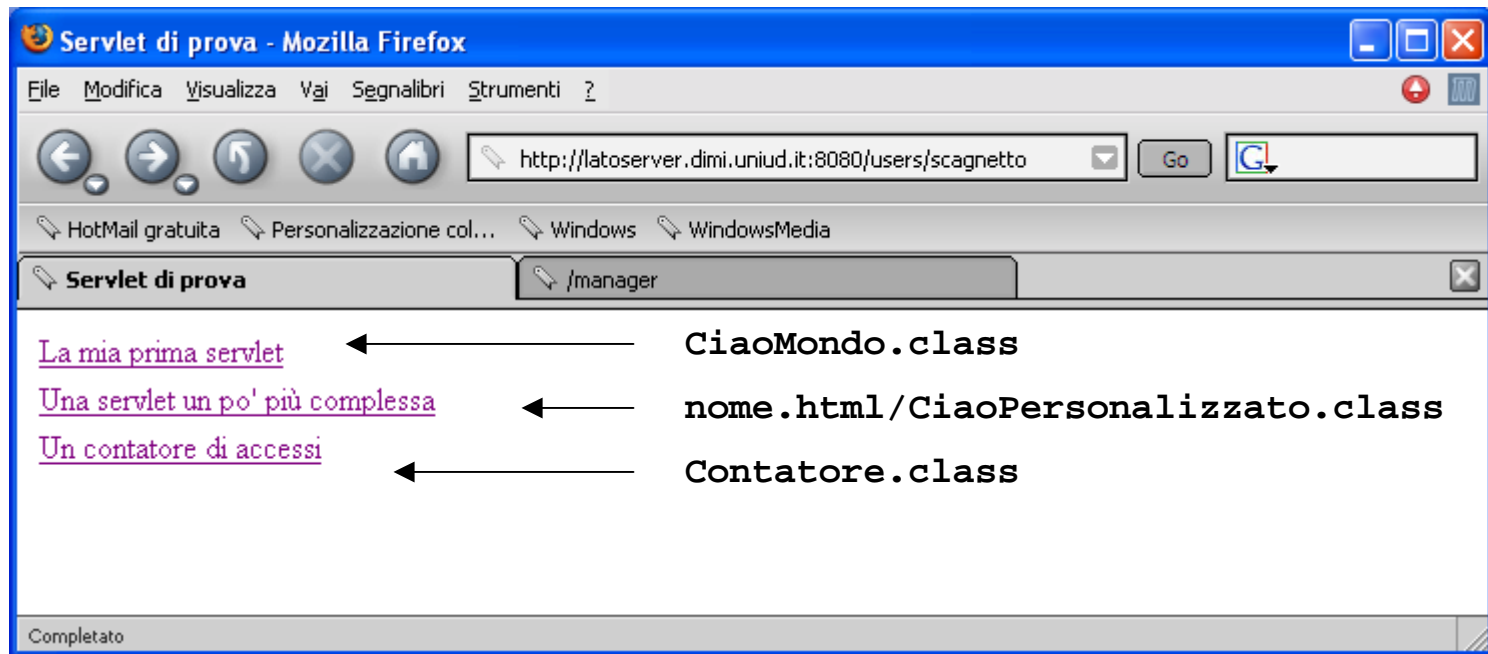 Servlet di prova - Mozilla Firefox
File Modifica Visualizza Vai Segnalibri Strumenti ?
http://latoserver.dimi.uniud.it:8080/users/scagnetto Go G
HotMail gratuita Personalizzazione col... Windows WindowsMedia
Servlet di prova /manager
La mia prima servlet CiaoMondo.class
Una servlet un po' più complessa nome.html/CiaoPersonalizzato.class
Un contatore di accessi Contatore.class
Completato